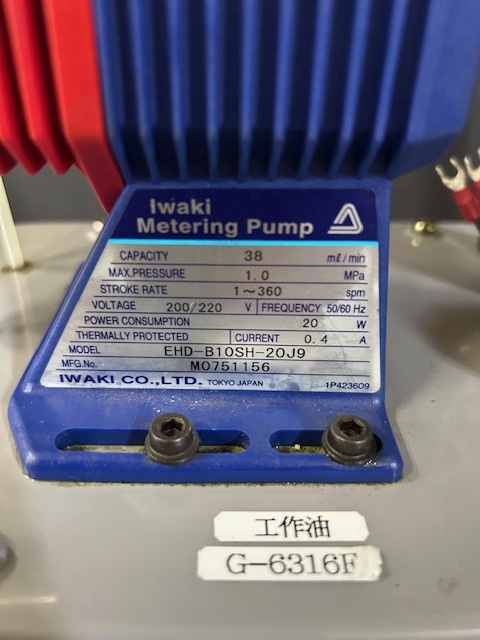 Iwaki
Metering Pump
CAPACITY 38 mℓ/min
MAX.PRESSURE 1.0 MPa
STROKE RATE 1～360 spm
VOLTAGE 200/220 V FREQUENCY 50/60 Hz
POWER CONSUMPTION 20 W
THERMALLY PROTECTED CURRENT 0.4 A
MODEL EHD-B10SH-20J9
MFG.No. M0751156
IWAKI CO.,LTD. TOKYO JAPAN 1P423609
工作油
G-6316F